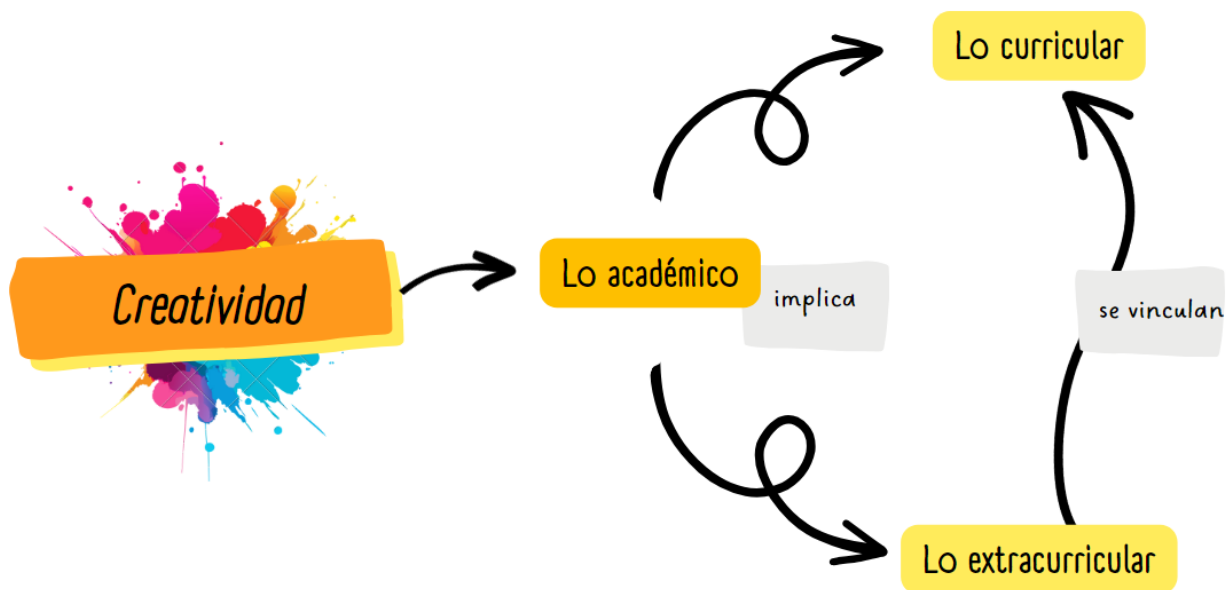 Creatividad
Lo académico
implica
Lo curricular
se vinculan
Lo extracurricular